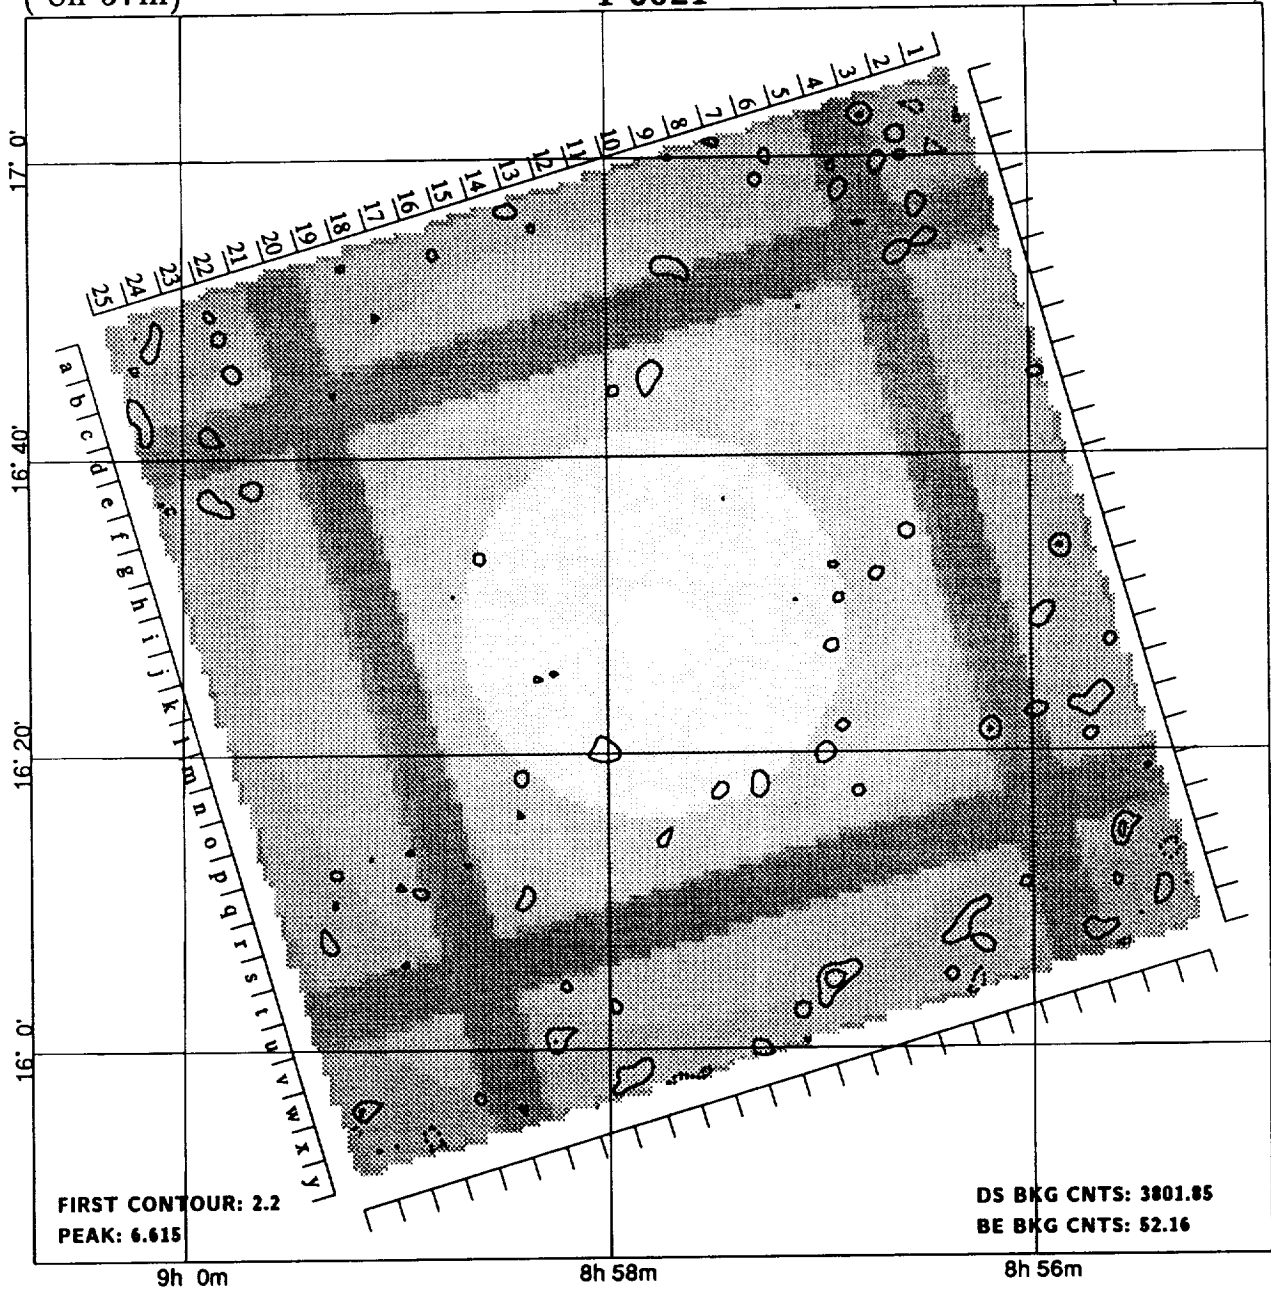 1 2 3 4 5 6 7 8 9 10 11 12 13 14 15 16 17 18 19 20 21 22 23 24 25
a b c d e f g h i j k l m n o p q r s t u v w x y
17° 0'
16° 40'
16° 20'
16° 0'
FIRST CONTOUR: 2.2
PEAK: 6.615
DS BKG CNTS: 3801.85
BE BKG CNTS: 52.16
9h 0m
8h 58m
8h 56m